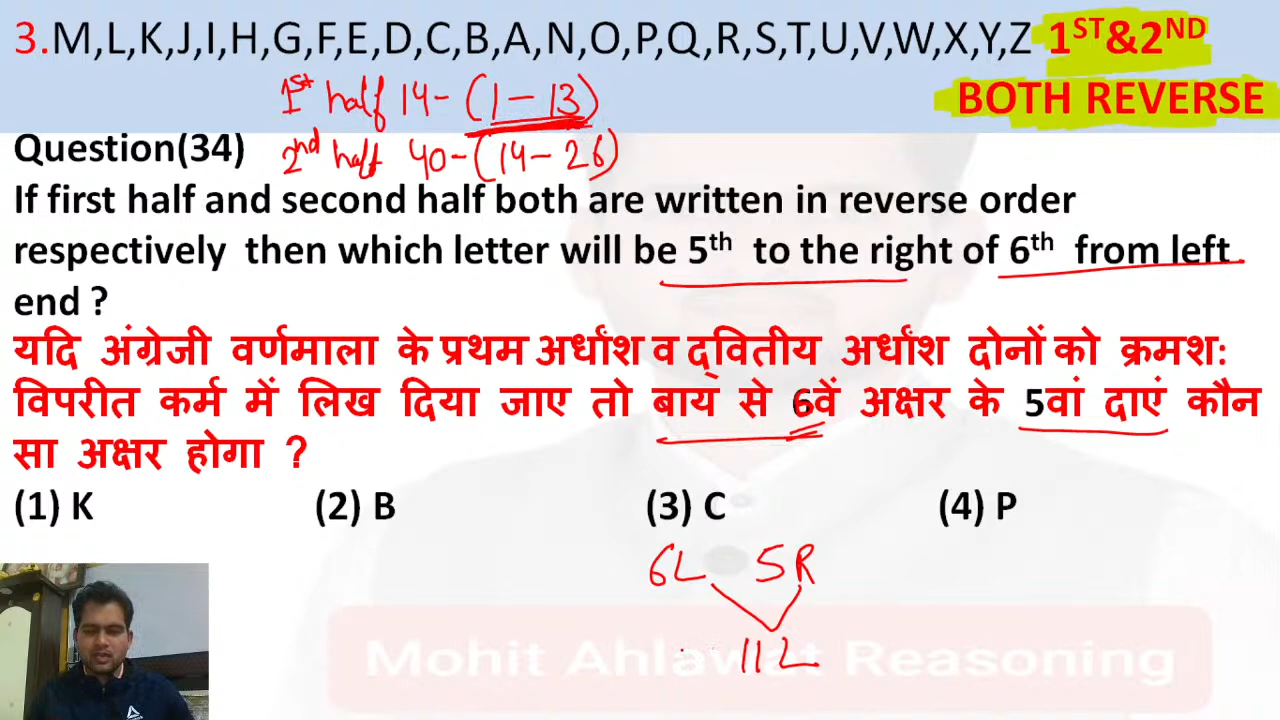 3.M,L,K,J,I,H,G,F,E,D,C,B,A,N,O,P,Q,R,S,T,U,V,W,X,Y,Z 1ST&2ND
BOTH REVERSE
1st half 14-(1-13)
2nd half 40-(14-26)
Question(34)
If first half and second half both are written in reverse order
respectively then which letter will be 5th to the right of 6th from left
end ?
यदि अंग्रेजी वर्णमाला के प्रथम अर्धांश व द्वितीय अर्धांश दोनों को क्रमश:
विपरीत कर्म में लिख दिया जाए तो बाय से 6वें अक्षर के 5वां दाएं कौन
सा अक्षर होगा ?
(1) K (2) B (3) C (4) P
6L 5R
11L
Mohit Ahlawat Reasoning